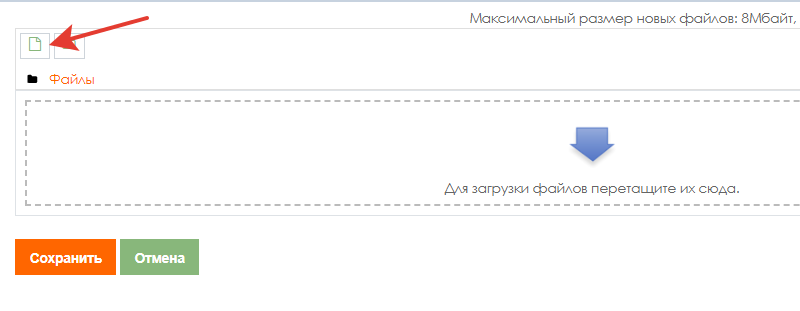 Максимальный размер новых файлов: 8Мбайт,
Файлы
Для загрузки файлов перетащите их сюда.
Сохранить Отмена